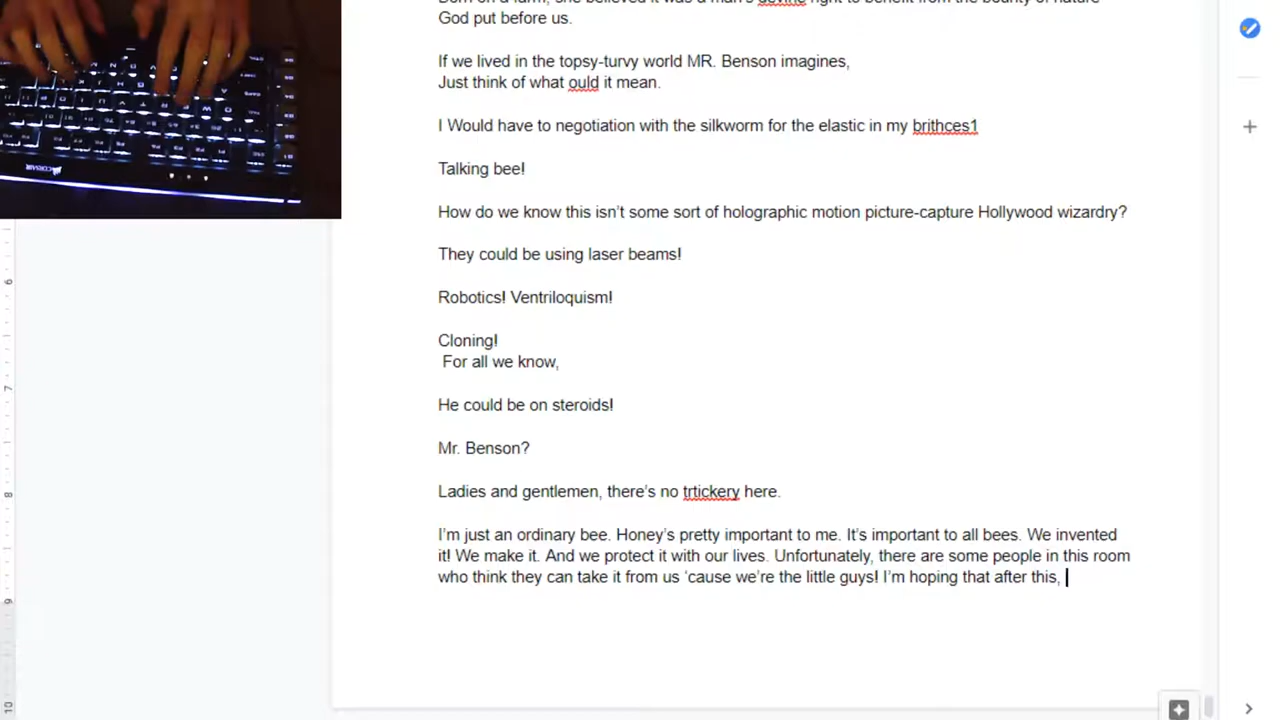 God put before us.
If we lived in the topsy-turvy world MR. Benson imagines,
Just think of what ould it mean.
I Would have to negotiation with the silkworm for the elastic in my brithces1
Talking bee!
How do we know this isn't some sort of holographic motion picture-capture Hollywood wizardry?
They could be using laser beams!
Robotics! Ventriloquism!
Cloning!
For all we know,
He could be on steroids!
Mr. Benson?
Ladies and gentlemen, there's no trtickery here.
I'm just an ordinary bee. Honey's pretty important to me. It's important to all bees. We invented
it! We make it. And we protect it with our lives. Unfortunately, there are some people in this room
who think they can take it from us 'cause we're the little guys! I'm hoping that after this,
CORSAIR
6
7
8
9
10